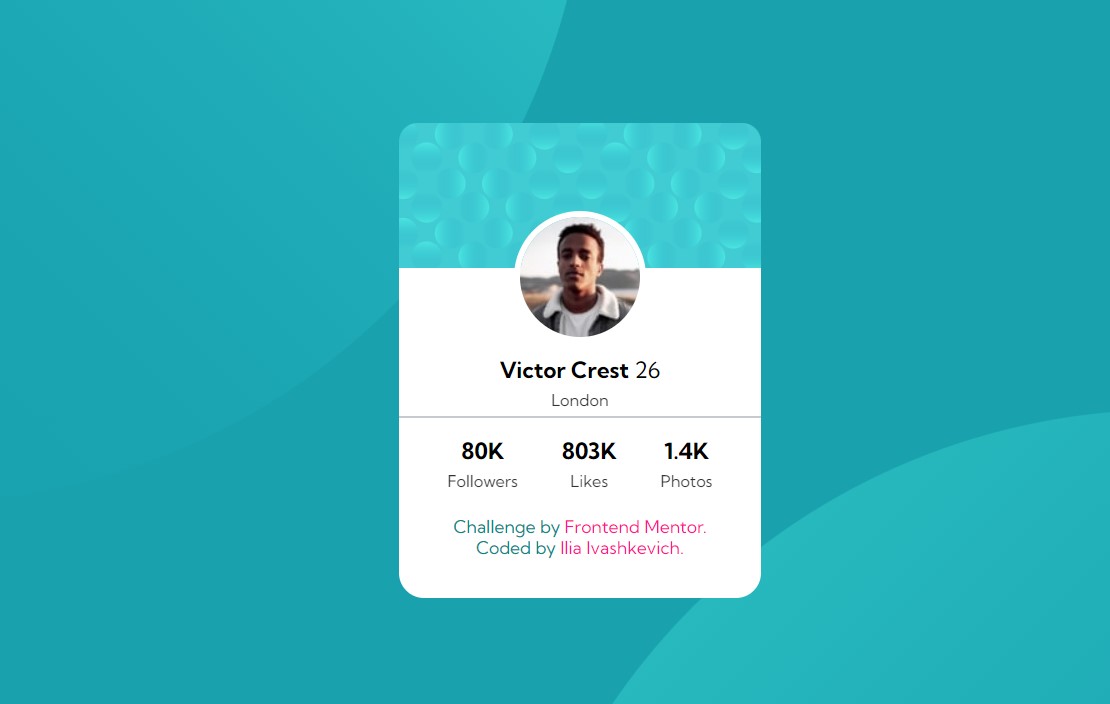 Victor Crest 26
London
80K 803K 1.4K
Followers Likes Photos
Challenge by Frontend Mentor.
Coded by Ilia Ivashkevich.